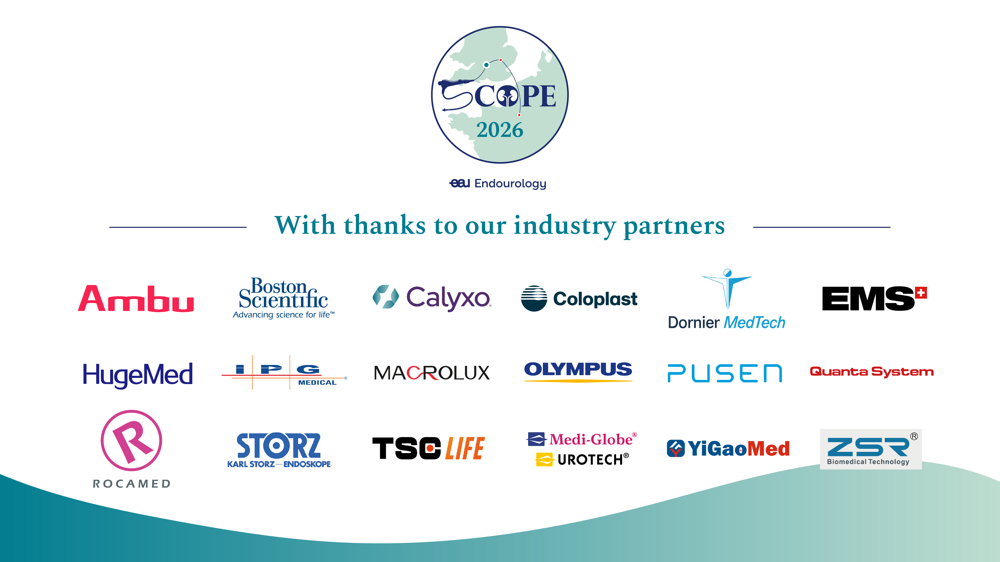 SCOPE
2026
eau Endourology
With thanks to our industry partners
Ambu
Boston
Scientific
Advancing science for life™
Calyxo®
Coloplast
Dornier MedTech
EMS
HugeMed
IPG
MEDICAL®
MACROLUX
OLYMPUS
PUSEN
Quanta System
R
ROCAMED
STORZ
KARL STORZ—ENDOSKOPE
TSC LIFE
Medi-Globe®
UROTECH®
YiGaoMed
ZSR®
Biomedical Technology